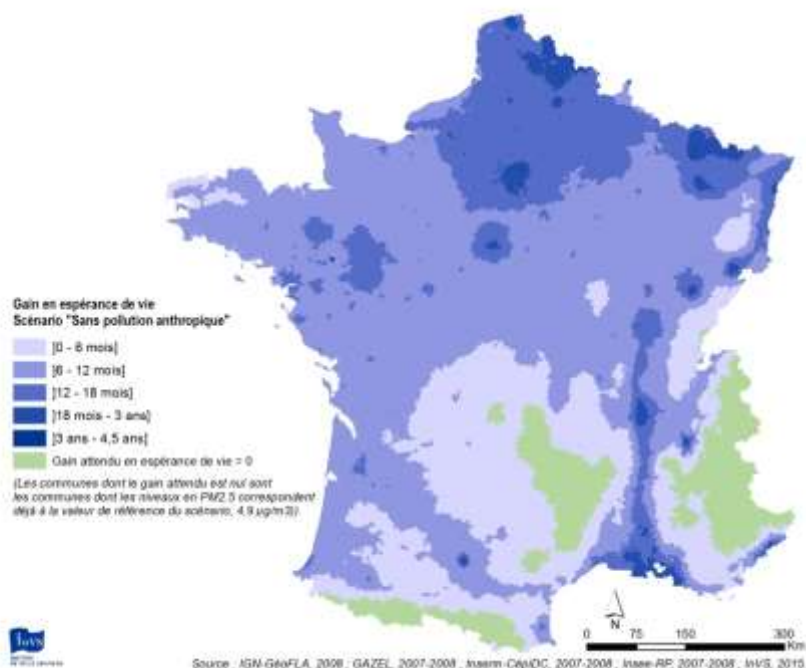 Gain en espérance de vie
Scénario "Sans pollution anthropique"
]0 - 6 mois]
]6 - 12 mois]
]12 - 18 mois]
]18 mois - 3 ans]
]3 ans - 4,5 ans]
Gain attendu en espérance de vie = 0
(Les communes dont le gain attendu est nul sont
les communes dont les niveaux en PM2.5 correspondent
déjà à la valeur de référence du scénario, 4,9 µg/m3))
N
0 75 150 300
Km
InVS
Source : IGN-GéoFLA, 2008 ; GAZEL, 2007-2008 ; Inserm-CépiDC, 2007-2008 ; Insee-RP, 2007-2009 ; InVS,